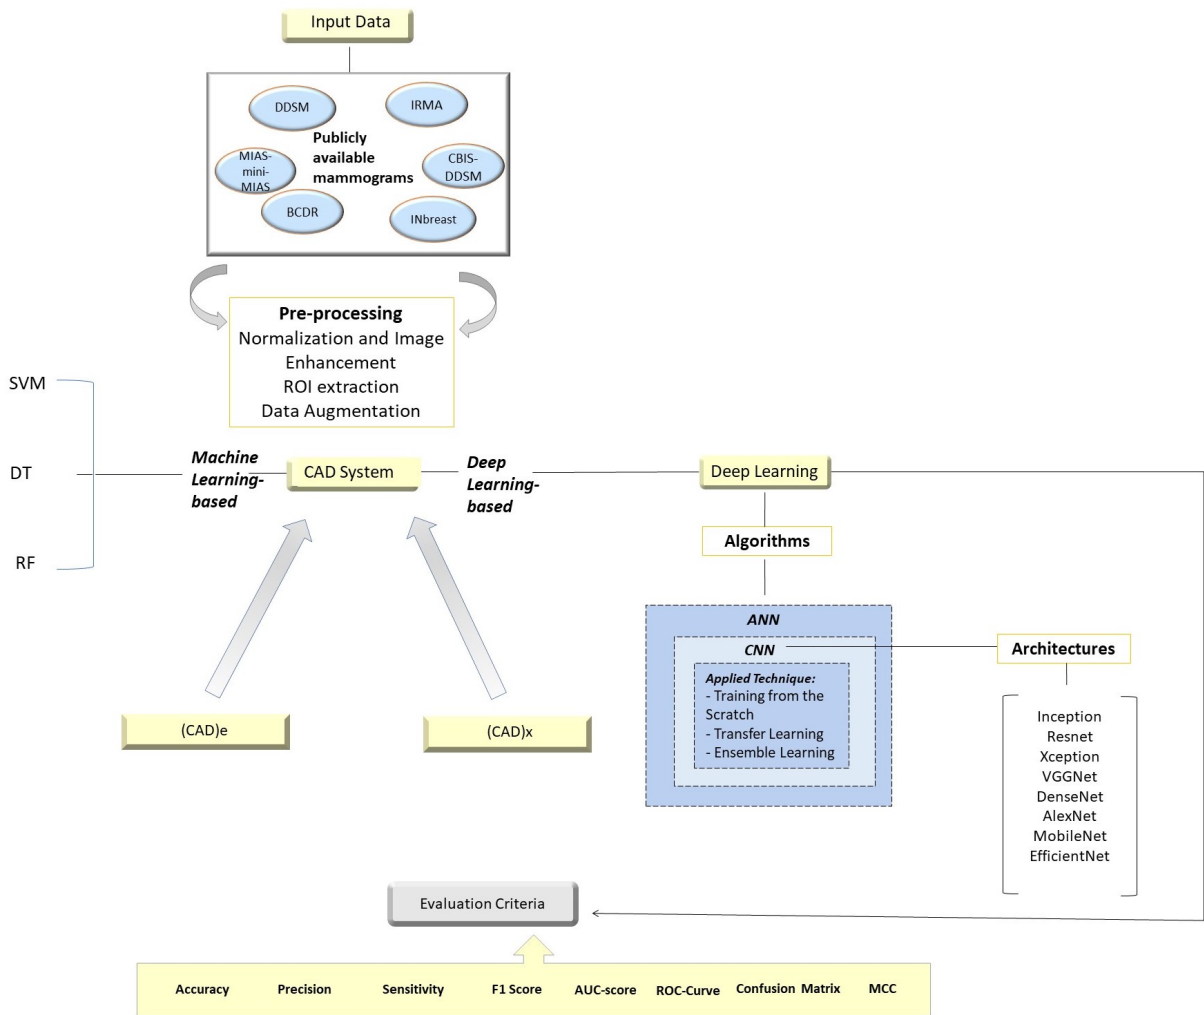 Input Data
DDSM
IRMA
Publicly
available
mammograms
MIAS-
mini-
MIAS
CBIS-
DDSM
BCDR
INbreast
Pre-processing
Normalization and Image
Enhancement
ROI extraction
Data Augmentation
SVM
DT
RF
Machine
Learning-
based
CAD System
Deep
Learning-
based
Deep Learning
Algorithms
ANN
CNN
Applied Technique:
- Training from the
Scratch
- Transfer Learning
- Ensemble Learning
Architectures
Inception
Resnet
Xception
VGGNet
DenseNet
AlexNet
MobileNet
EfficientNet
(CAD)e
(CAD)x
Evaluation Criteria
Accuracy Precision Sensitivity F1 Score AUC-score ROC-Curve Confusion Matrix MCC